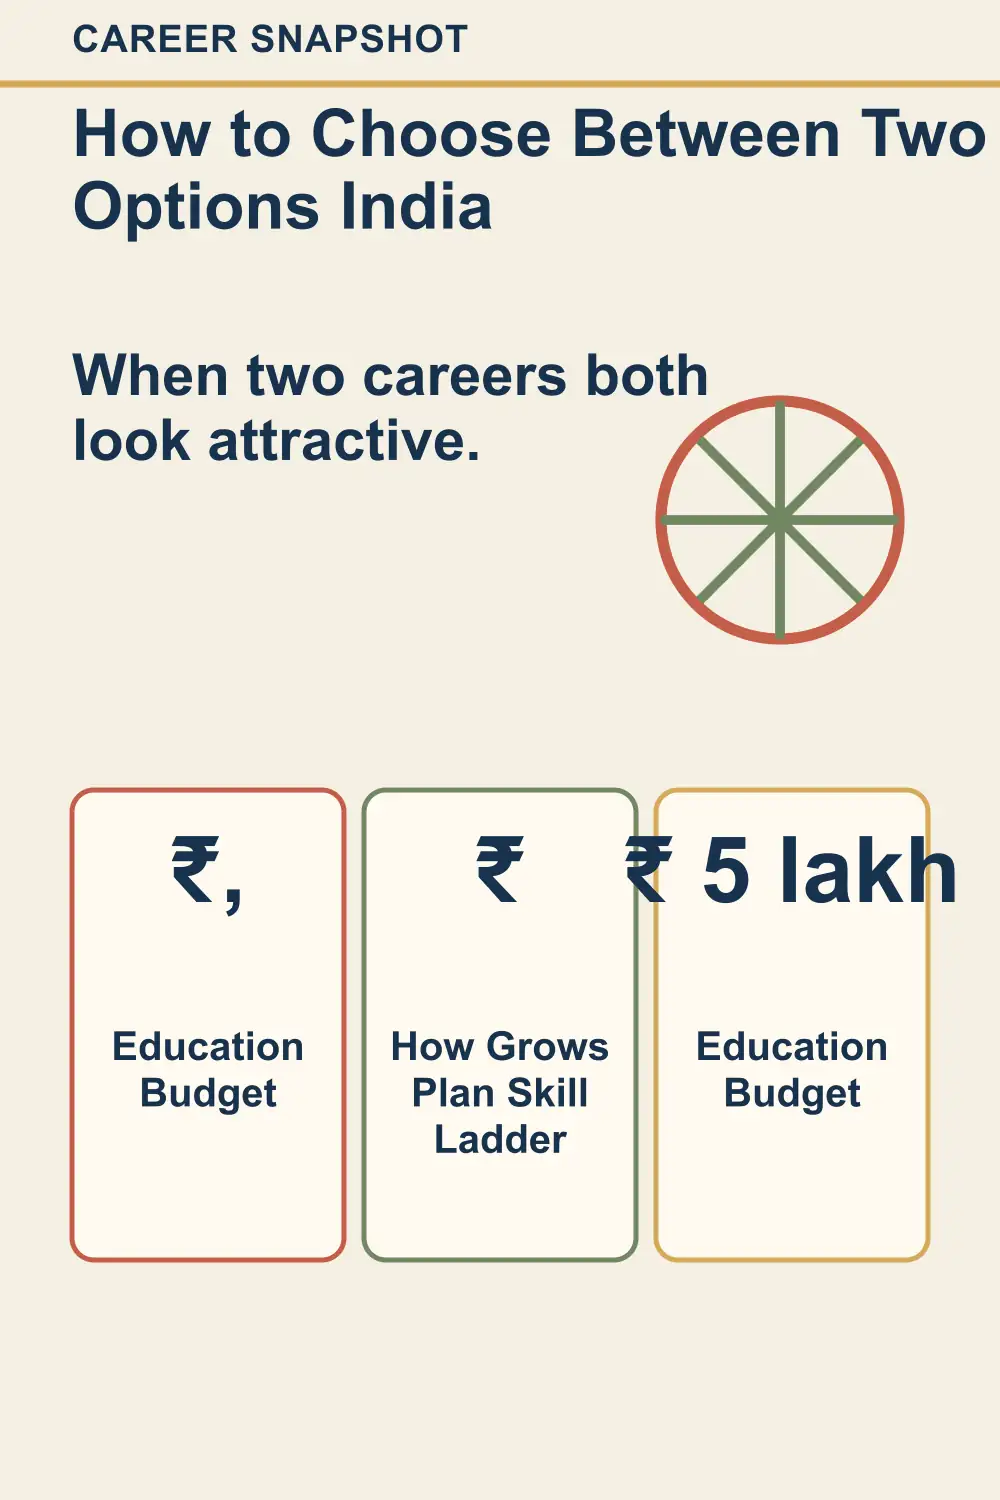 CAREER SNAPSHOT
How to Choose Between Two
Options India
When two careers both
look attractive.
₹,
Education
Budget
₹
How Grows
Plan Skill
Ladder
₹ 5 lakh
Education
Budget